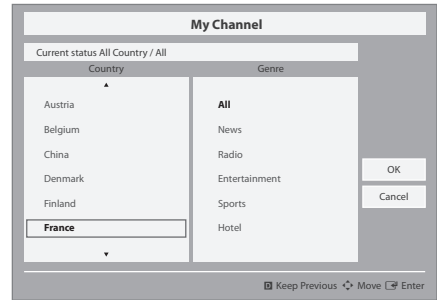 My Channel
Current status All Country / All
Country
Genre
Austria
Belgium
China
Denmark
Finland
France
All
News
Radio
Entertainment
Sports
Hotel
OK
Cancel
D Keep Previous Move Enter